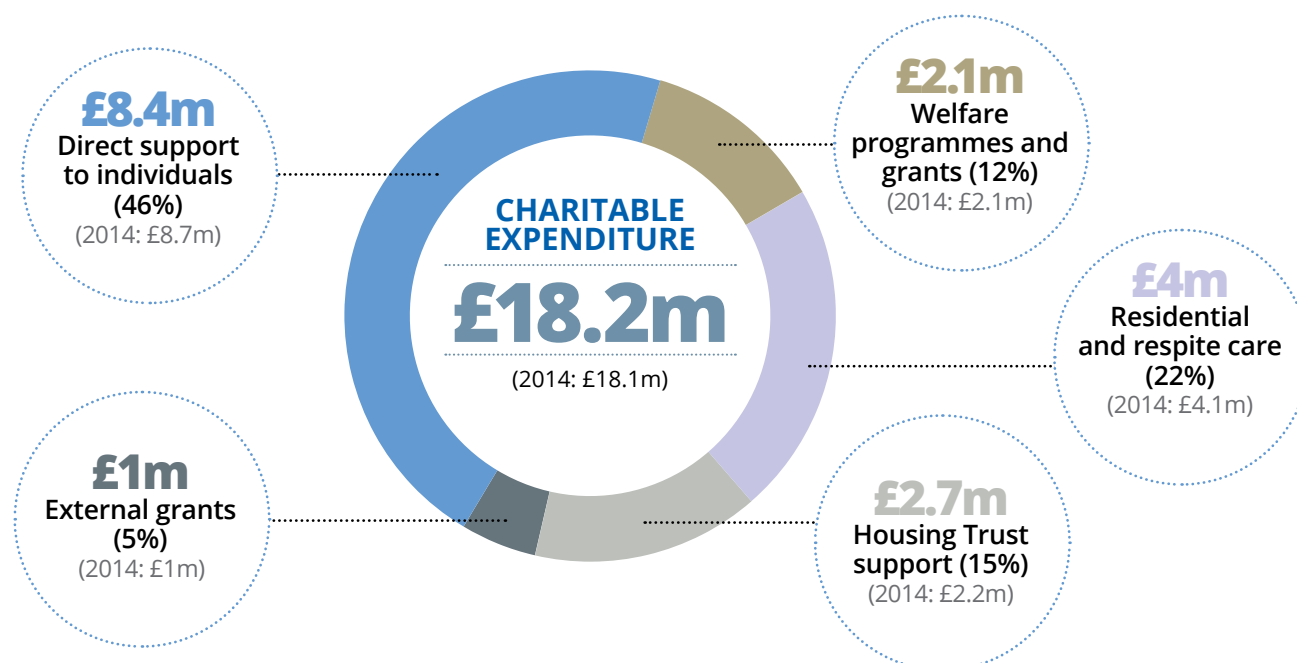 £8.4m
Direct support
to individuals
(46%)
(2014: £8.7m)
£2.1m
Welfare
programmes and
grants (12%)
(2014: £2.1m)
CHARITABLE
EXPENDITURE
£18.2m
(2014: £18.1m)
£4m
Residential
and respite care
(22%)
(2014: £4.1m)
£1m
External grants
(5%)
(2014: £1m)
£2.7m
Housing Trust
support (15%)
(2014: £2.2m)